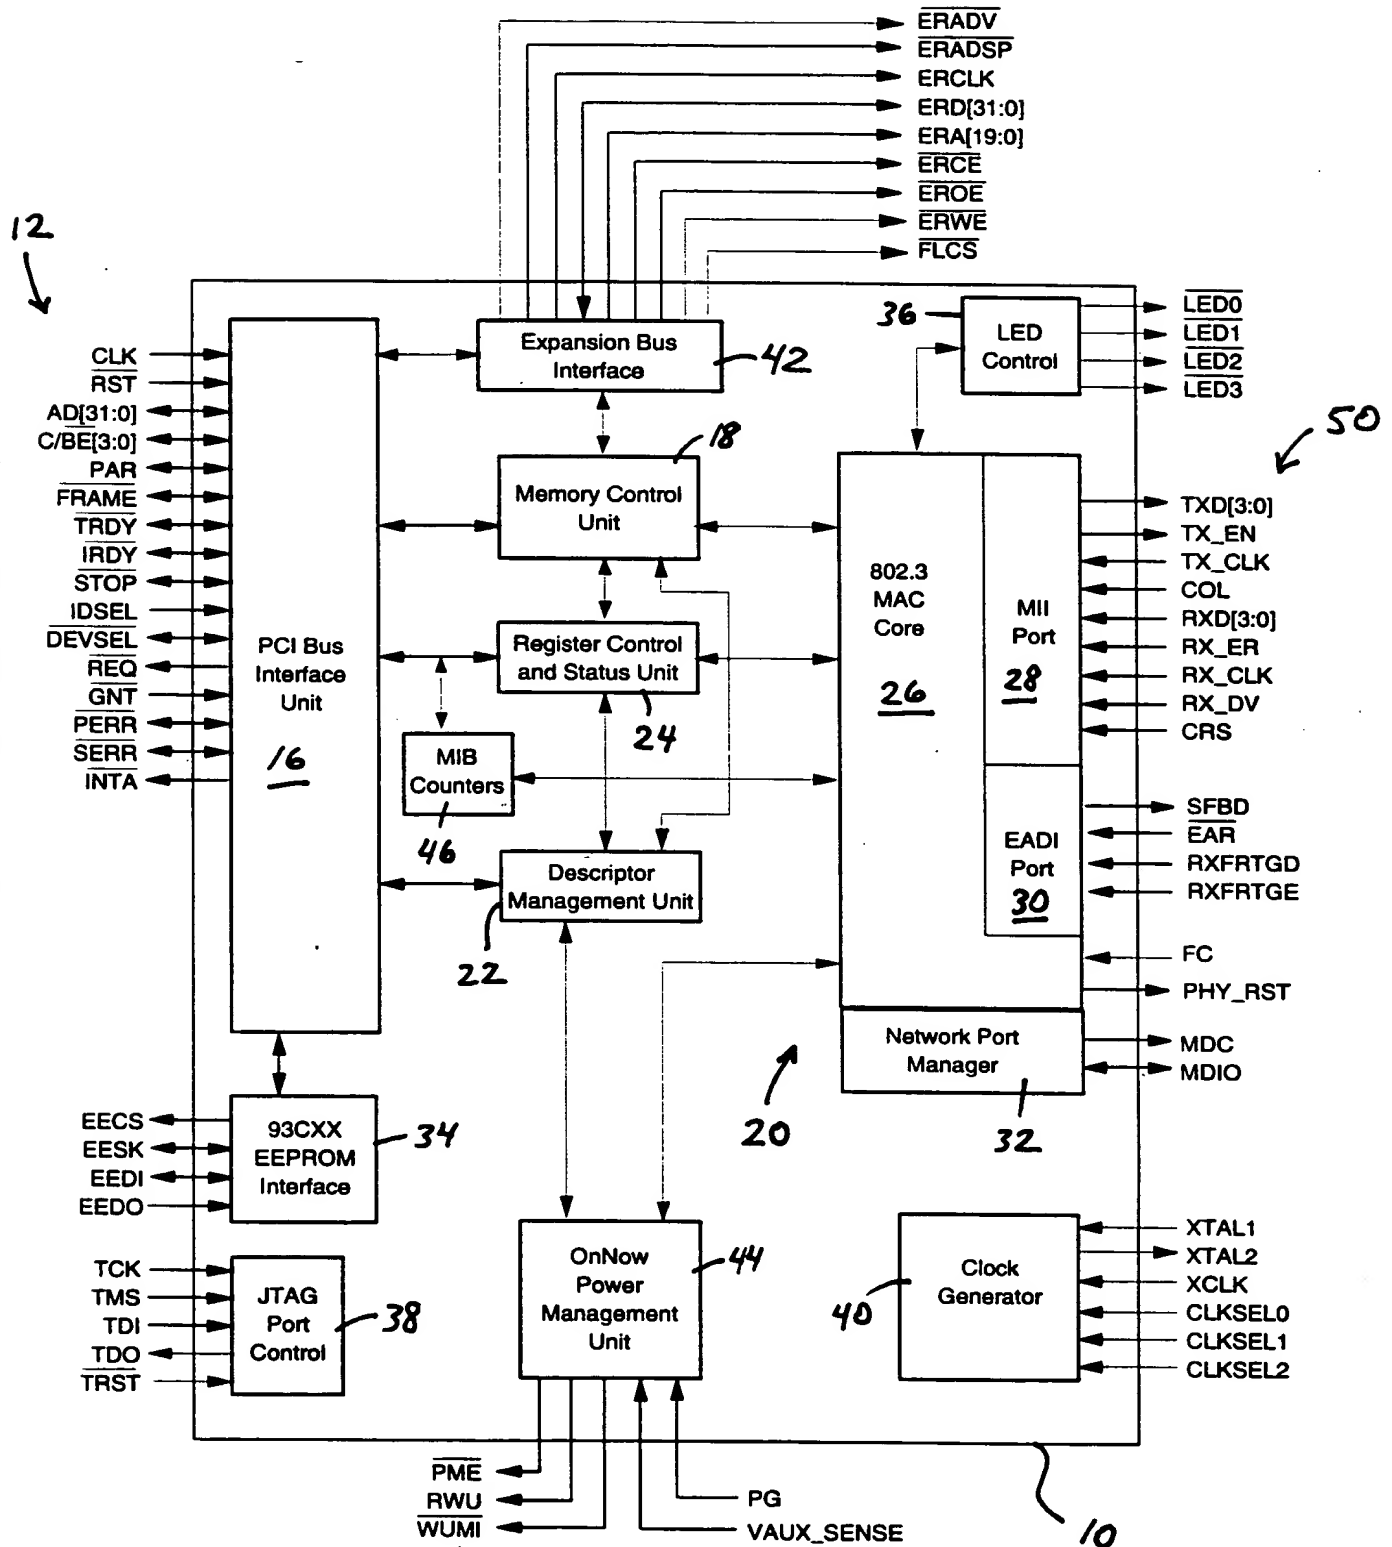 ERADV
ERADSP
ERCLK
ERD[31:0]
ERA[19:0]
ERCE
EROE
ERWE
FLCS
12
CLK
RST
AD[31:0]
C/BE[3:0]
PAR
FRAME
TRDY
IRDY
STOP
IDSEL
DEVSEL
REQ
GNT
PERR
SERR
INTA
PCI Bus
Interface
Unit
16
Expansion Bus
Interface
42
18
Memory Control
Unit
Register Control
and Status Unit
24
MIB
Counters
46
Descriptor
Management Unit
22
36
LED
Control
LED0
LED1
LED2
LED3
50
802.3
MAC
Core
26
MII
Port
28
EADI
Port
30
TXD[3:0]
TX_EN
TX_CLK
COL
RXD[3:0]
RX_ER
RX_CLK
RX_DV
CRS
SFBD
EAR
RXFRTGD
RXFRTGE
FC
PHY_RST
Network Port
Manager
MDC
MDIO
20
32
EECS
EESK
EEDI
EEDO
93CXX
EEPROM
Interface
34
TCK
TMS
TDI
TDO
TRST
JTAG
Port
Control
38
OnNow
Power
Management
Unit
44
40
Clock
Generator
XTAL1
XTAL2
XCLK
CLKSEL0
CLKSEL1
CLKSEL2
PME
RWU
WUMI
PG
VAUX_SENSE
10